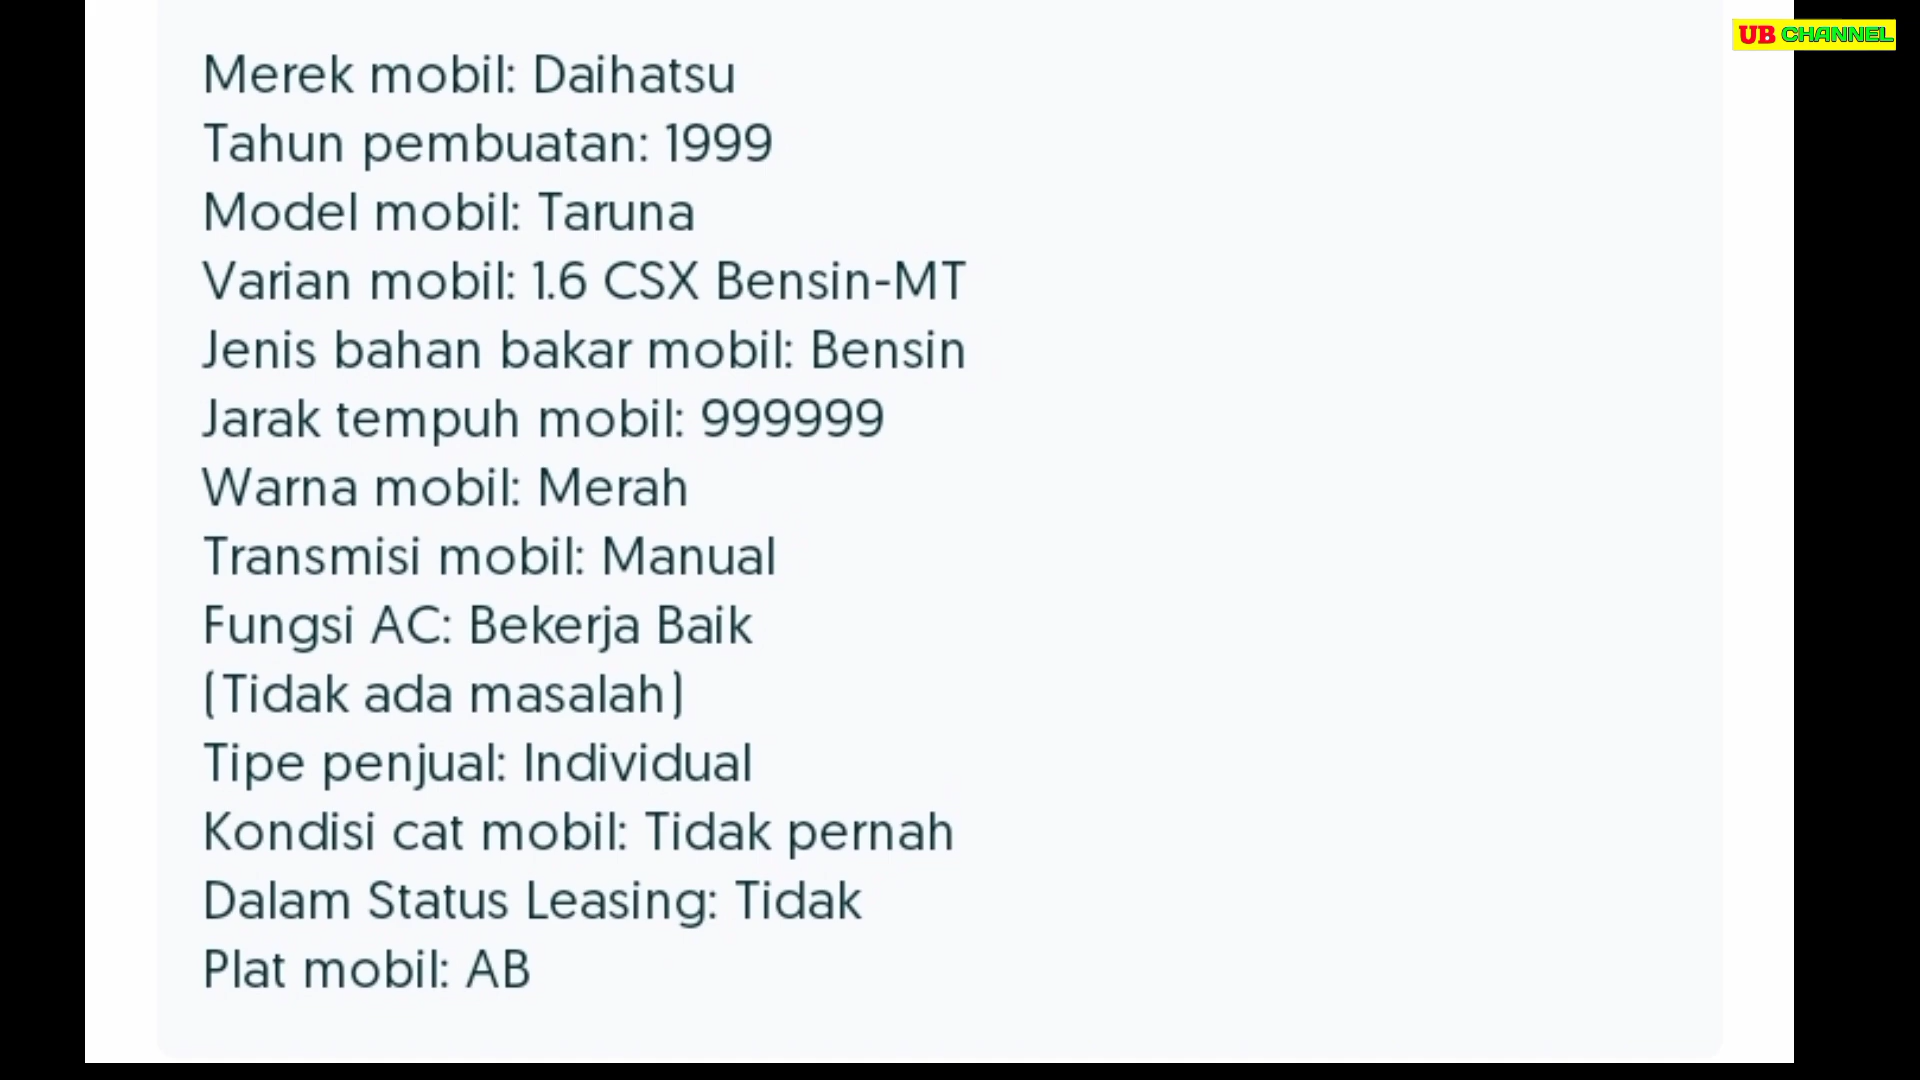 UB CHANNEL
Merek mobil: Daihatsu
Tahun pembuatan: 1999
Model mobil: Taruna
Varian mobil: 1.6 CSX Bensin-MT
Jenis bahan bakar mobil: Bensin
Jarak tempuh mobil: 999999
Warna mobil: Merah
Transmisi mobil: Manual
Fungsi AC: Bekerja Baik
(Tidak ada masalah)
Tipe penjual: Individual
Kondisi cat mobil: Tidak pernah
Dalam Status Leasing: Tidak
Plat mobil: AB